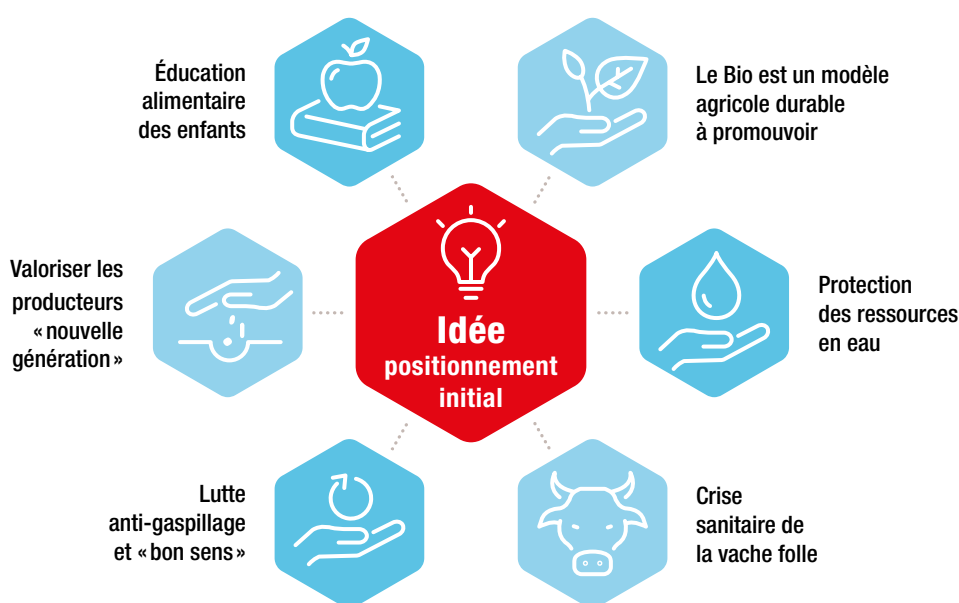 Éducation
alimentaire
des enfants
Le Bio est un modèle
agricole durable
à promouvoir
Valoriser les
producteurs
« nouvelle
génération »
Idée
positionnement
initial
Protection
des ressources
en eau
Lutte
anti-gaspillage
et « bon sens »
Crise
sanitaire de
la vache folle